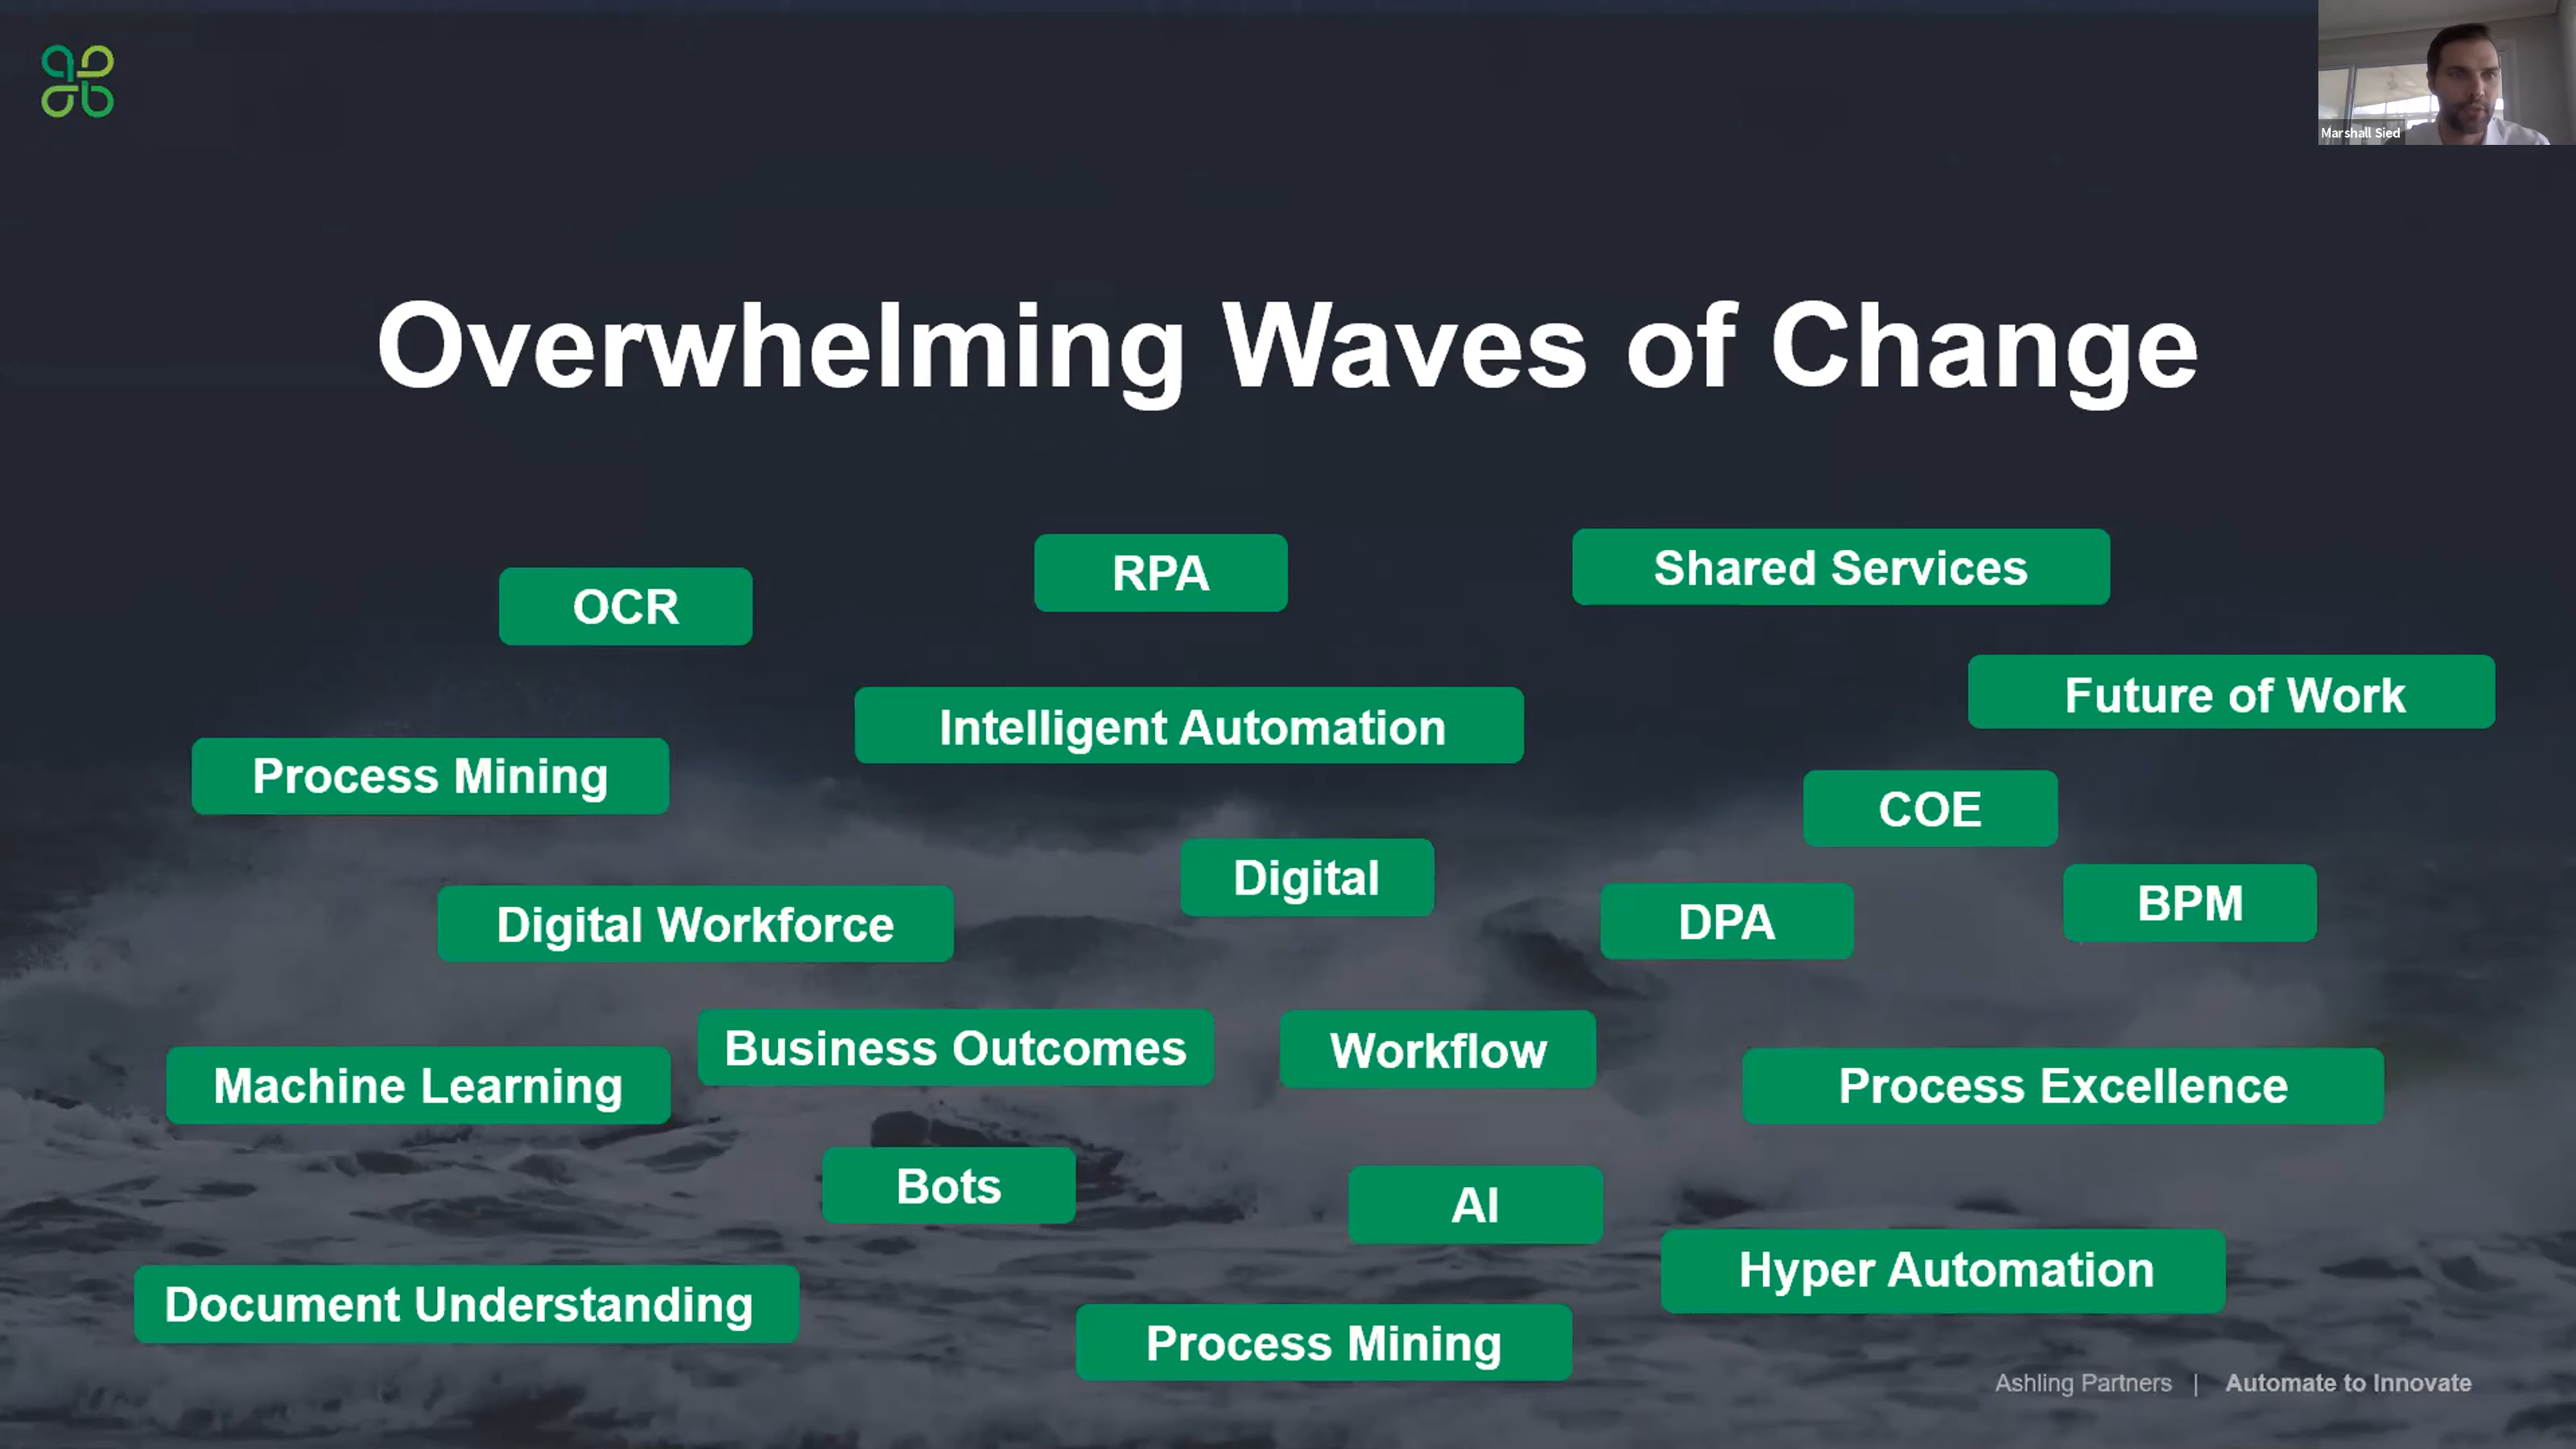 Marshall Sied
Overwhelming Waves of Change
OCR
RPA
Shared Services
Future of Work
Intelligent Automation
Process Mining
COE
Digital
BPM
Digital Workforce
DPA
Business Outcomes
Workflow
Machine Learning
Process Excellence
Bots
AI
Hyper Automation
Document Understanding
Process Mining
Ashling Partners | Automate to Innovate